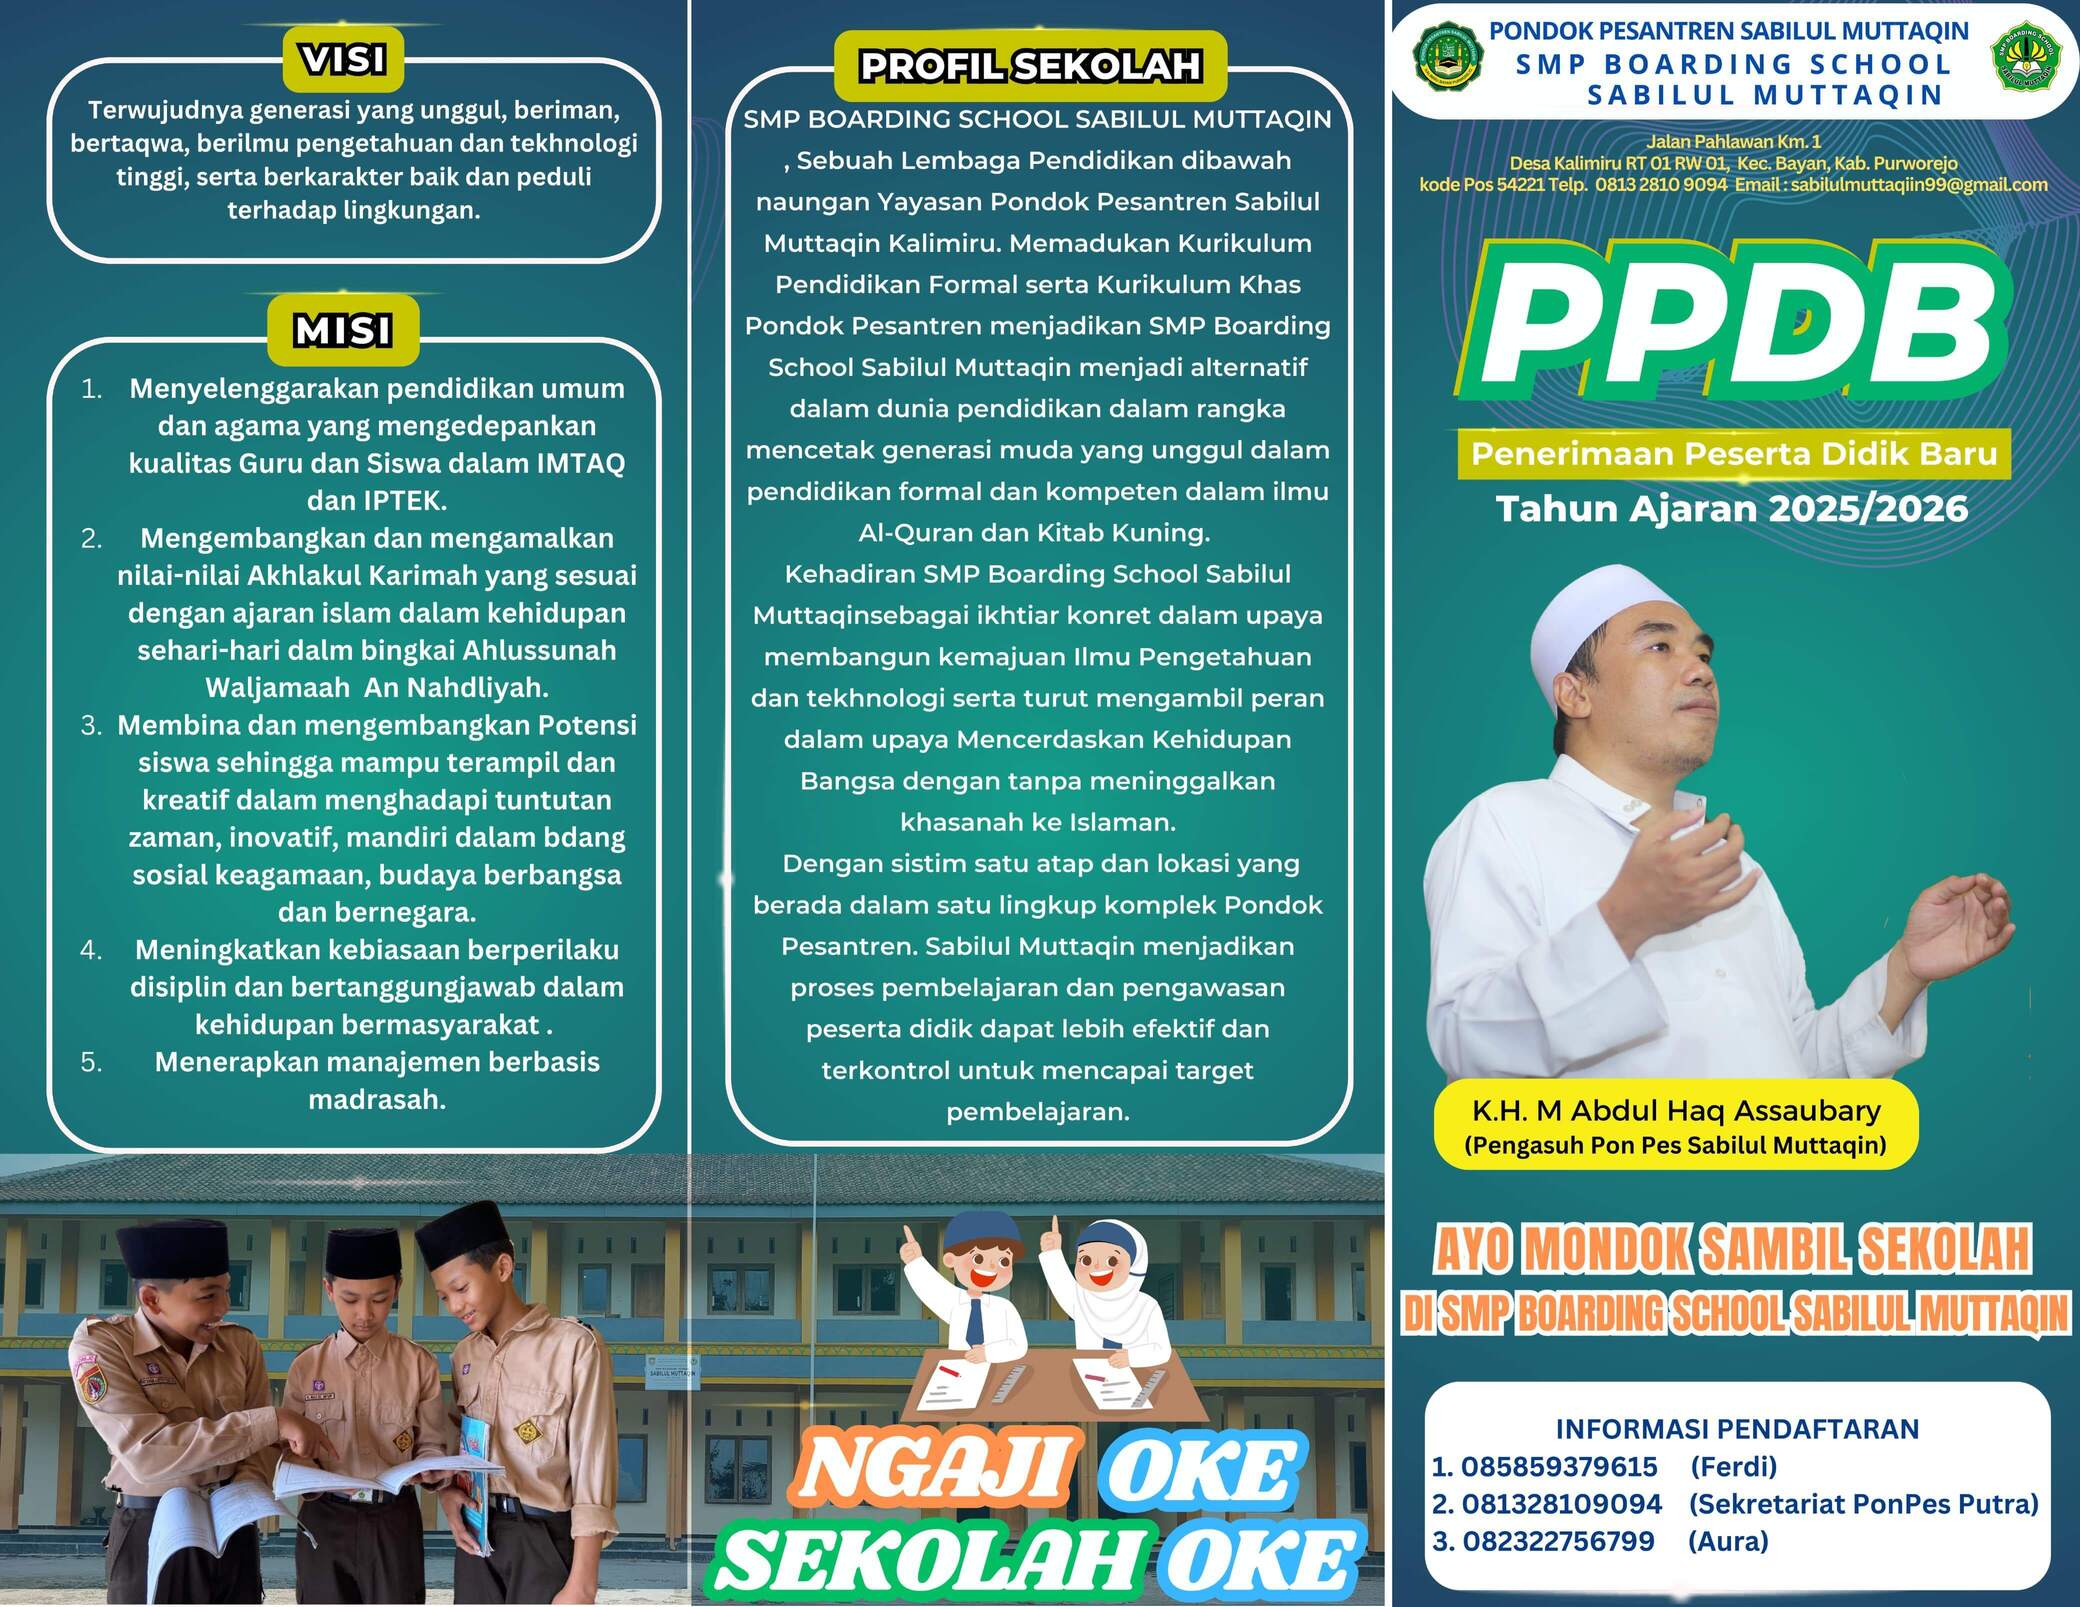 VISI
Terwujudnya generasi yang unggul, beriman,
bertaqwa, berilmu pengetahuan dan tekhnologi
tinggi, serta berkarakter baik dan peduli
terhadap lingkungan.
MISI
1. Menyelenggarakan pendidikan umum
dan agama yang mengedepankan
kualitas Guru dan Siswa dalam IMTAQ
dan IPTEK.
2. Mengembangkan dan mengamalkan
nilai-nilai Akhlakul Karimah yang sesuai
dengan ajaran islam dalam kehidupan
sehari-hari dalm bingkai Ahlussunah
Waljamaah An Nahdliyah.
3. Membina dan mengembangkan Potensi
siswa sehingga mampu terampil dan
kreatif dalam menghadapi tuntutan
zaman, inovatif, mandiri dalam bdang
sosial keagamaan, budaya berbangsa
dan bernegara.
4. Meningkatkan kebiasaan berperilaku
disiplin dan bertanggungjawab dalam
kehidupan bermasyarakat .
5. Menerapkan manajemen berbasis
madrasah.
PROFIL SEKOLAH
SMP BOARDING SCHOOL SABILUL MUTTAQIN
, Sebuah Lembaga Pendidikan dibawah
naungan Yayasan Pondok Pesantren Sabilul
Muttaqin Kalimiru. Memadukan Kurikulum
Pendidikan Formal serta Kurikulum Khas
Pondok Pesantren menjadikan SMP Boarding
School Sabilul Muttaqin menjadi alternatif
dalam dunia pendidikan dalam rangka
mencetak generasi muda yang unggul dalam
pendidikan formal dan kompeten dalam ilmu
Al-Quran dan Kitab Kuning.
Kehadiran SMP Boarding School Sabilul
Muttaqinsebagai ikhtiar konret dalam upaya
membangun kemajuan Ilmu Pengetahuan
dan tekhnologi serta turut mengambil peran
dalam upaya Mencerdaskan Kehidupan
Bangsa dengan tanpa meninggalkan
khasanah ke Islaman.
Dengan sistim satu atap dan lokasi yang
berada dalam satu lingkup komplek Pondok
Pesantren. Sabilul Muttaqin menjadikan
proses pembelajaran dan pengawasan
peserta didik dapat lebih efektif dan
terkontrol untuk mencapai target
pembelajaran.
SABILUL MUTTAQIN
NGAJI OKE
SEKOLAH OKE
PONDOK PESANTREN SABILUL MUTTAQIN
SMP BOARDING SCHOOL
SABILUL MUTTAQIN
SMP BOARDING SCHOOL
SABILUL MUTTAQIN
Jalan Pahlawan Km. 1
Desa Kalimiru RT 01 RW 01, Kec. Bayan, Kab. Purworejo
kode Pos 54221 Telp. 0813 2810 9094 Email : sabilulmuttaqiin99@gmail.com
PPDB
Penerimaan Peserta Didik Baru
Tahun Ajaran 2025/2026
K.H. M Abdul Haq Assaubary
(Pengasuh Pon Pes Sabilul Muttaqin)
AYO MONDOK SAMBIL SEKOLAH
DI SMP BOARDING SCHOOL SABILUL MUTTAQIN
INFORMASI PENDAFTARAN
1. 085859379615 (Ferdi)
2. 081328109094 (Sekretariat PonPes Putra)
3. 082322756799 (Aura)